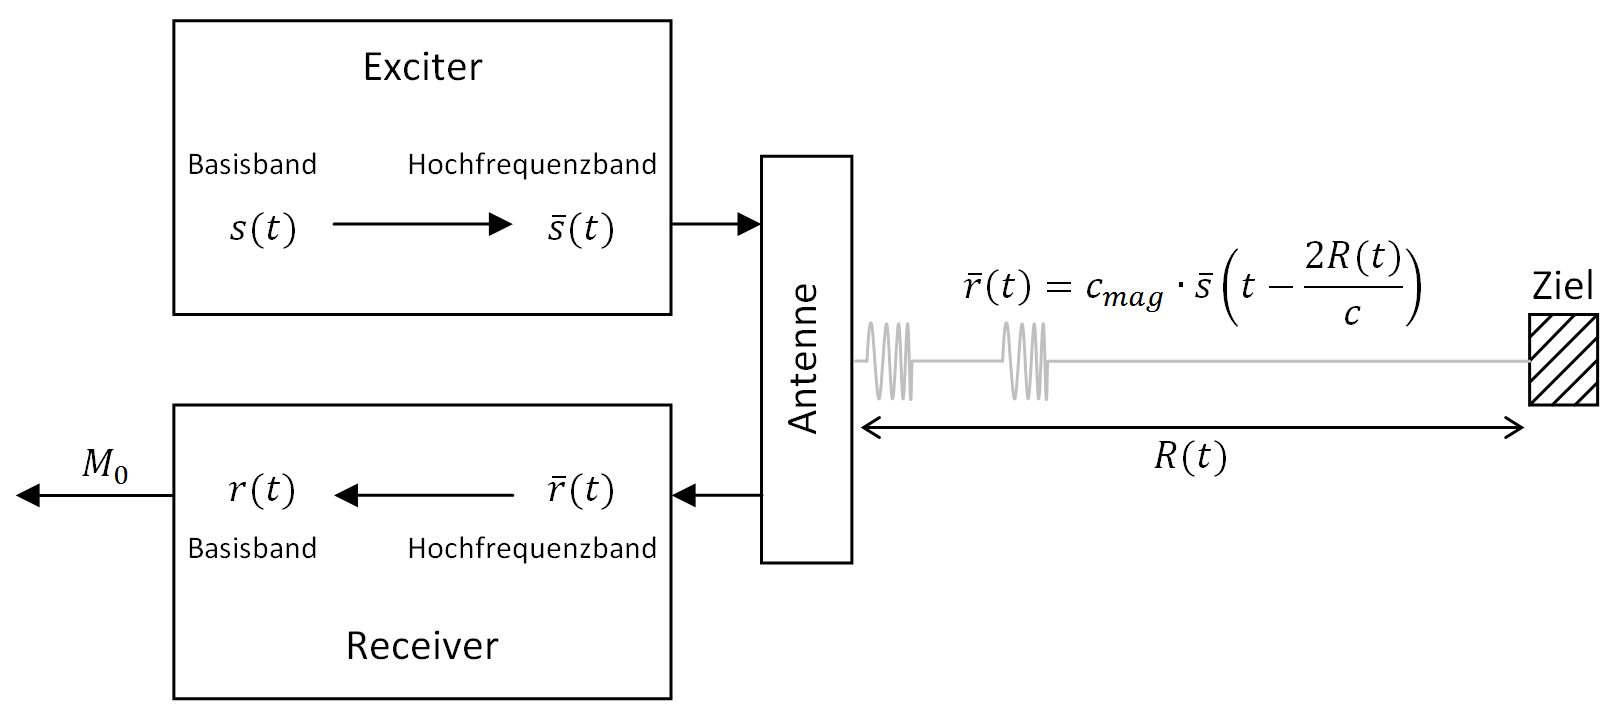 Exciter
Basisband Hochfrequenzband
s(t) s̄(t)
Antenne
r̄(t) = c_mag · s̄(t − 2R(t)/c)
Ziel
R(t)
M₀
r(t) r̄(t)
Basisband Hochfrequenzband
Receiver